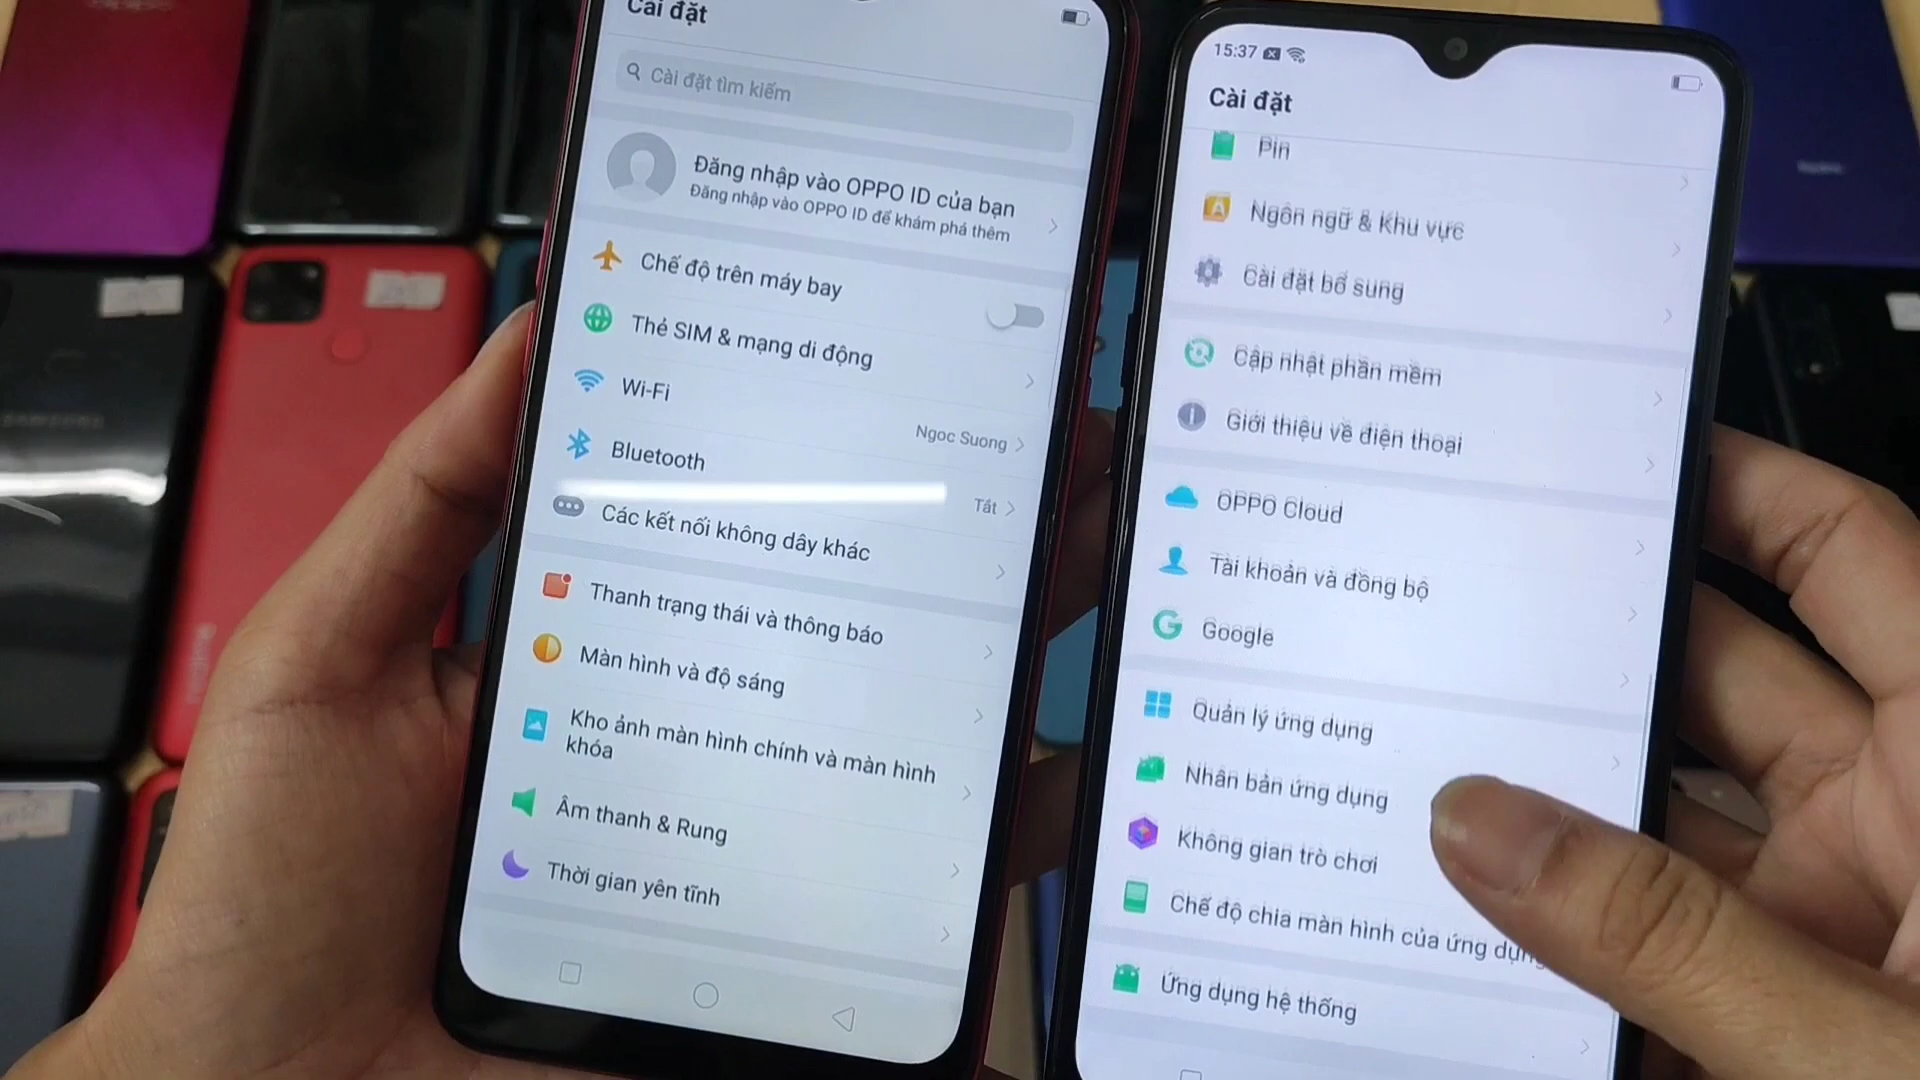 Cài đặt
Cài đặt tìm kiếm
Đăng nhập vào OPPO ID của bạn
Đăng nhập vào OPPO ID để khám phá thêm
Chế độ trên máy bay
Thẻ SIM & mạng di động
Wi-Fi
Ngoc Suong
Bluetooth
Tắt
Các kết nối không dây khác
Thanh trạng thái và thông báo
Màn hình và độ sáng
Kho ảnh màn hình chính và màn hình
khóa
Âm thanh & Rung
Thời gian yên tĩnh
15:37
Cài đặt
Pin
Ngôn ngữ & Khu vực
Cài đặt bổ sung
Cập nhật phần mềm
Giới thiệu về điện thoại
OPPO Cloud
Tài khoản và đồng bộ
Google
Quản lý ứng dụng
Nhân bản ứng dụng
Không gian trò chơi
Chế độ chia màn hình của ứng dụng
Ứng dụng hệ thống
SAMSUNG